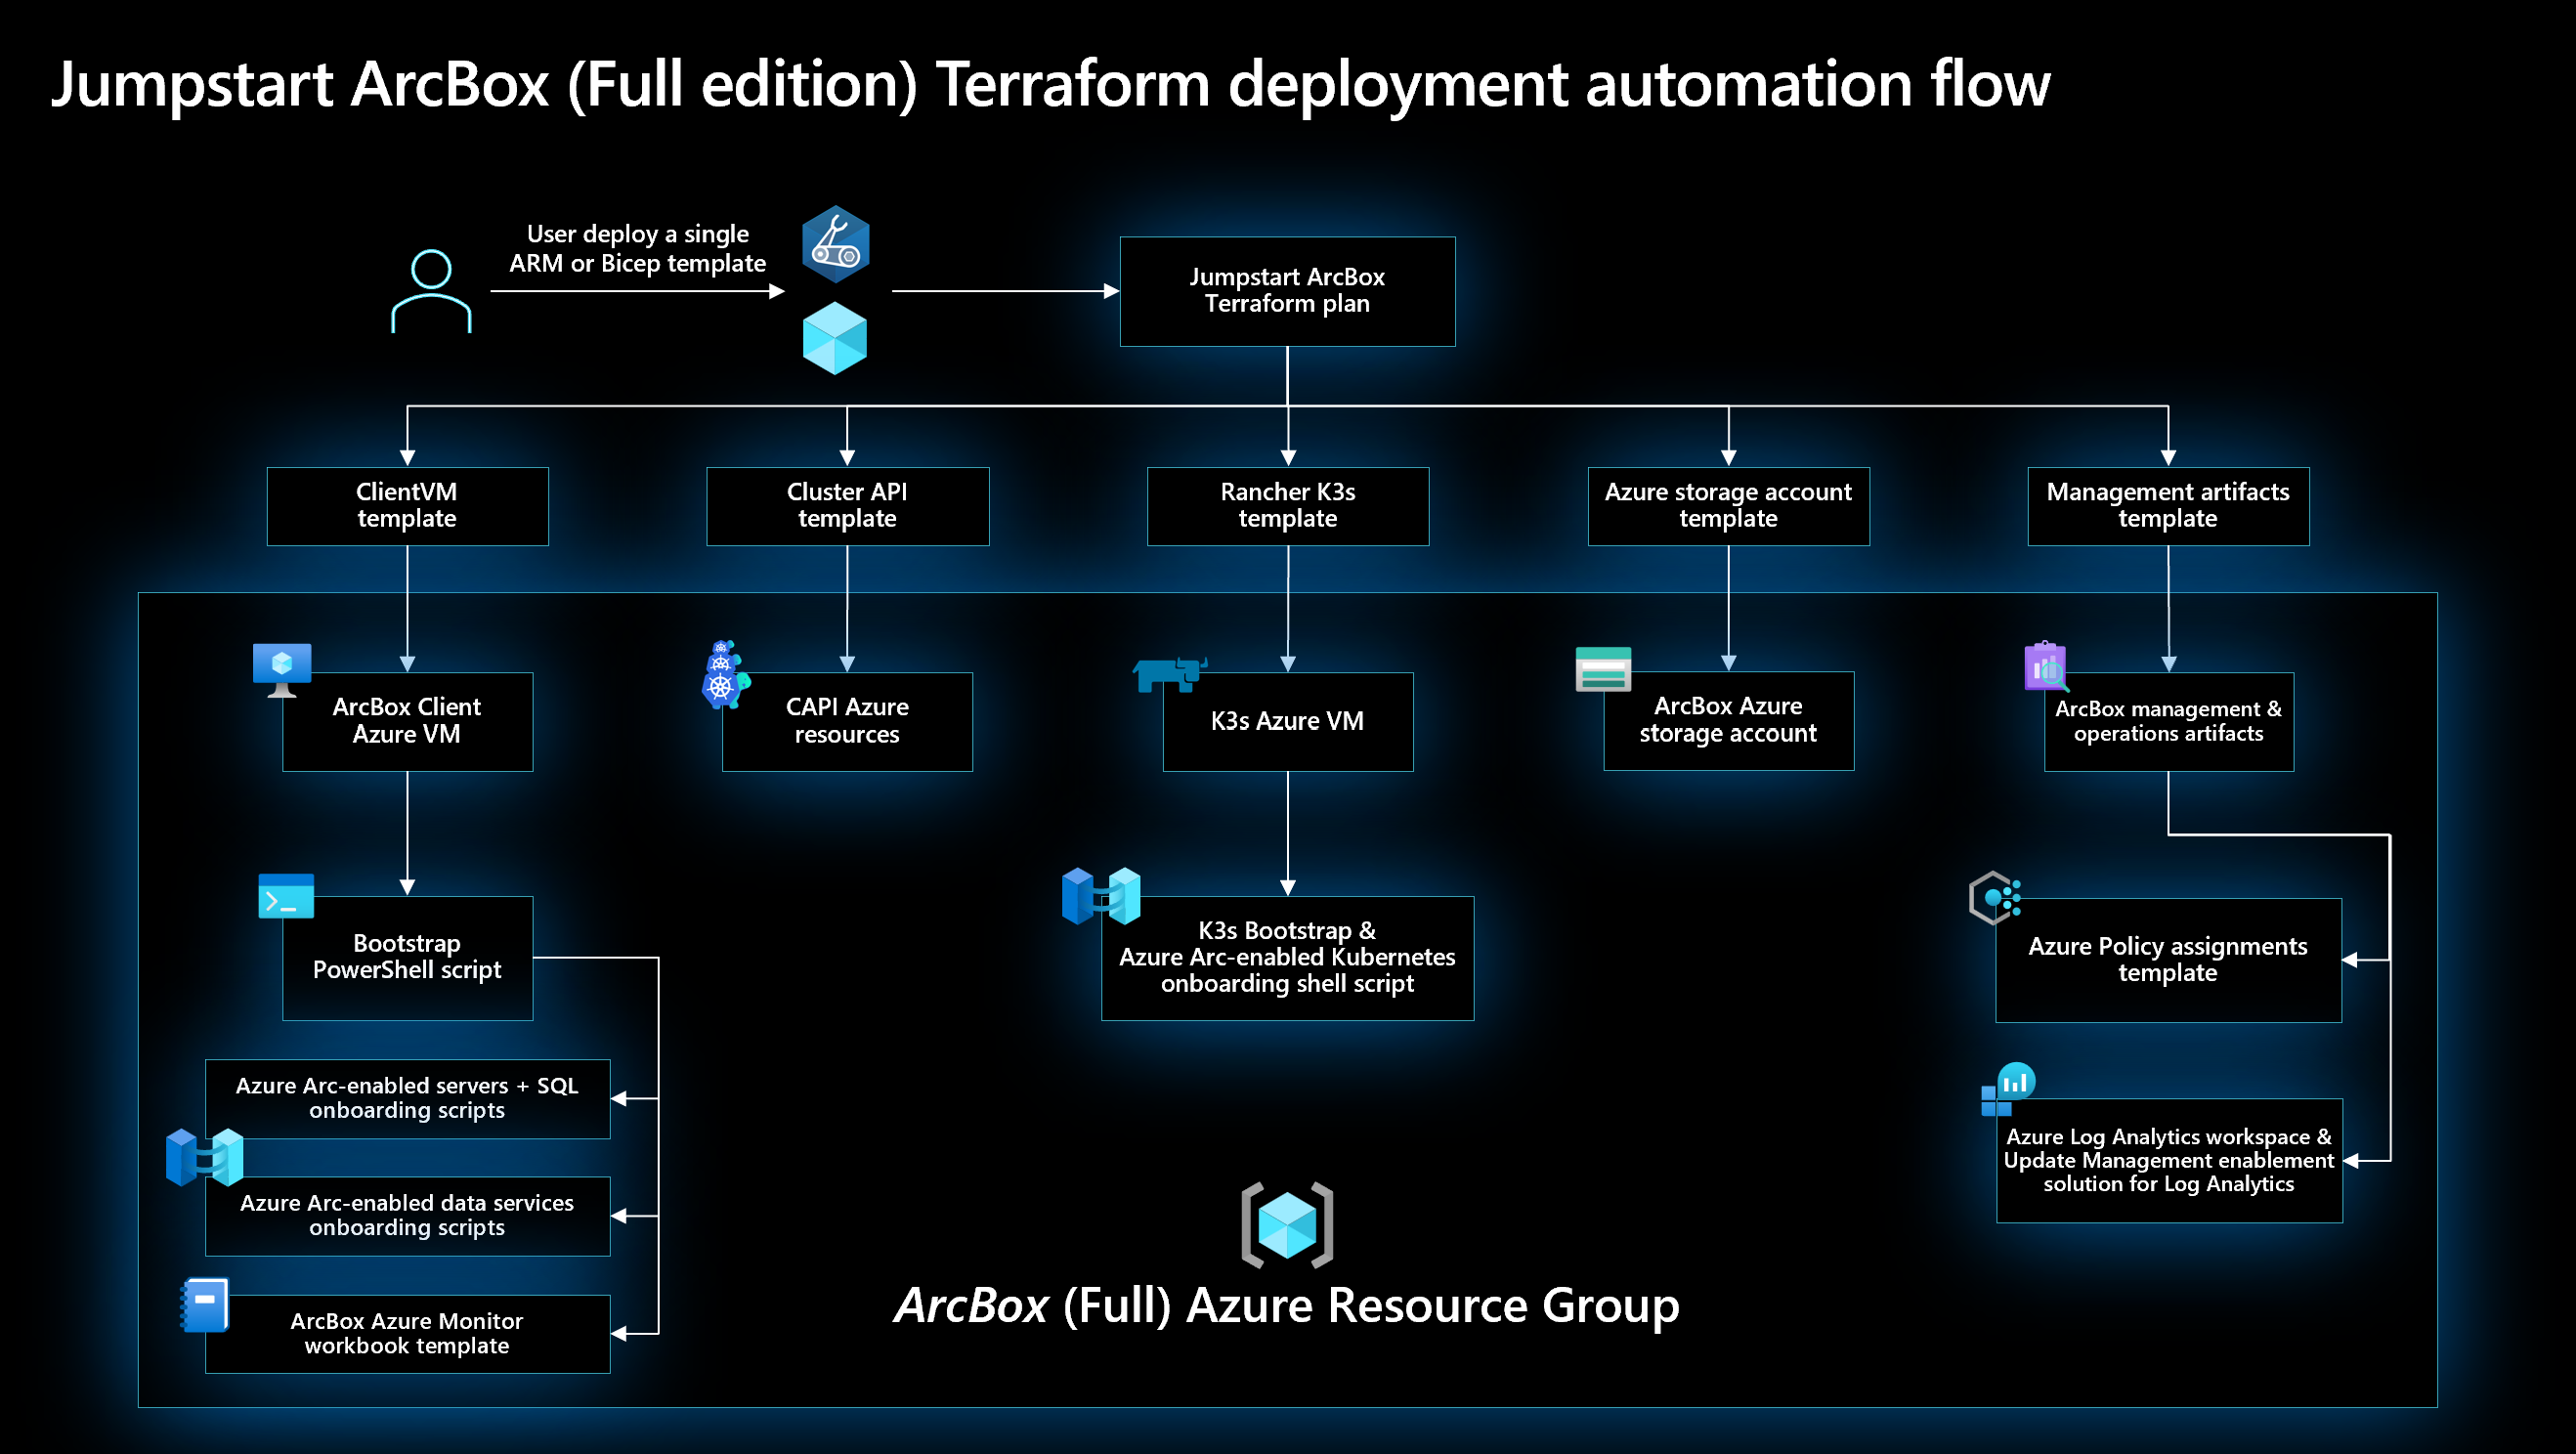 Jumpstart ArcBox (Full edition) Terraform deployment automation flow
User deploy a single
ARM or Bicep template
Jumpstart ArcBox
Terraform plan
ClientVM
template
Cluster API
template
Rancher K3s
template
Azure storage account
template
Management artifacts
template
ArcBox Client
Azure VM
CAPI Azure
resources
K3s Azure VM
ArcBox Azure
storage account
ArcBox management &
operations artifacts
Bootstrap
PowerShell script
K3s Bootstrap &
Azure Arc-enabled Kubernetes
onboarding shell script
Azure Policy assignments
template
Azure Arc-enabled servers + SQL
onboarding scripts
Azure Arc-enabled data services
onboarding scripts
ArcBox Azure Monitor
workbook template
Azure Log Analytics workspace &
Update Management enablement
solution for Log Analytics
ArcBox (Full) Azure Resource Group